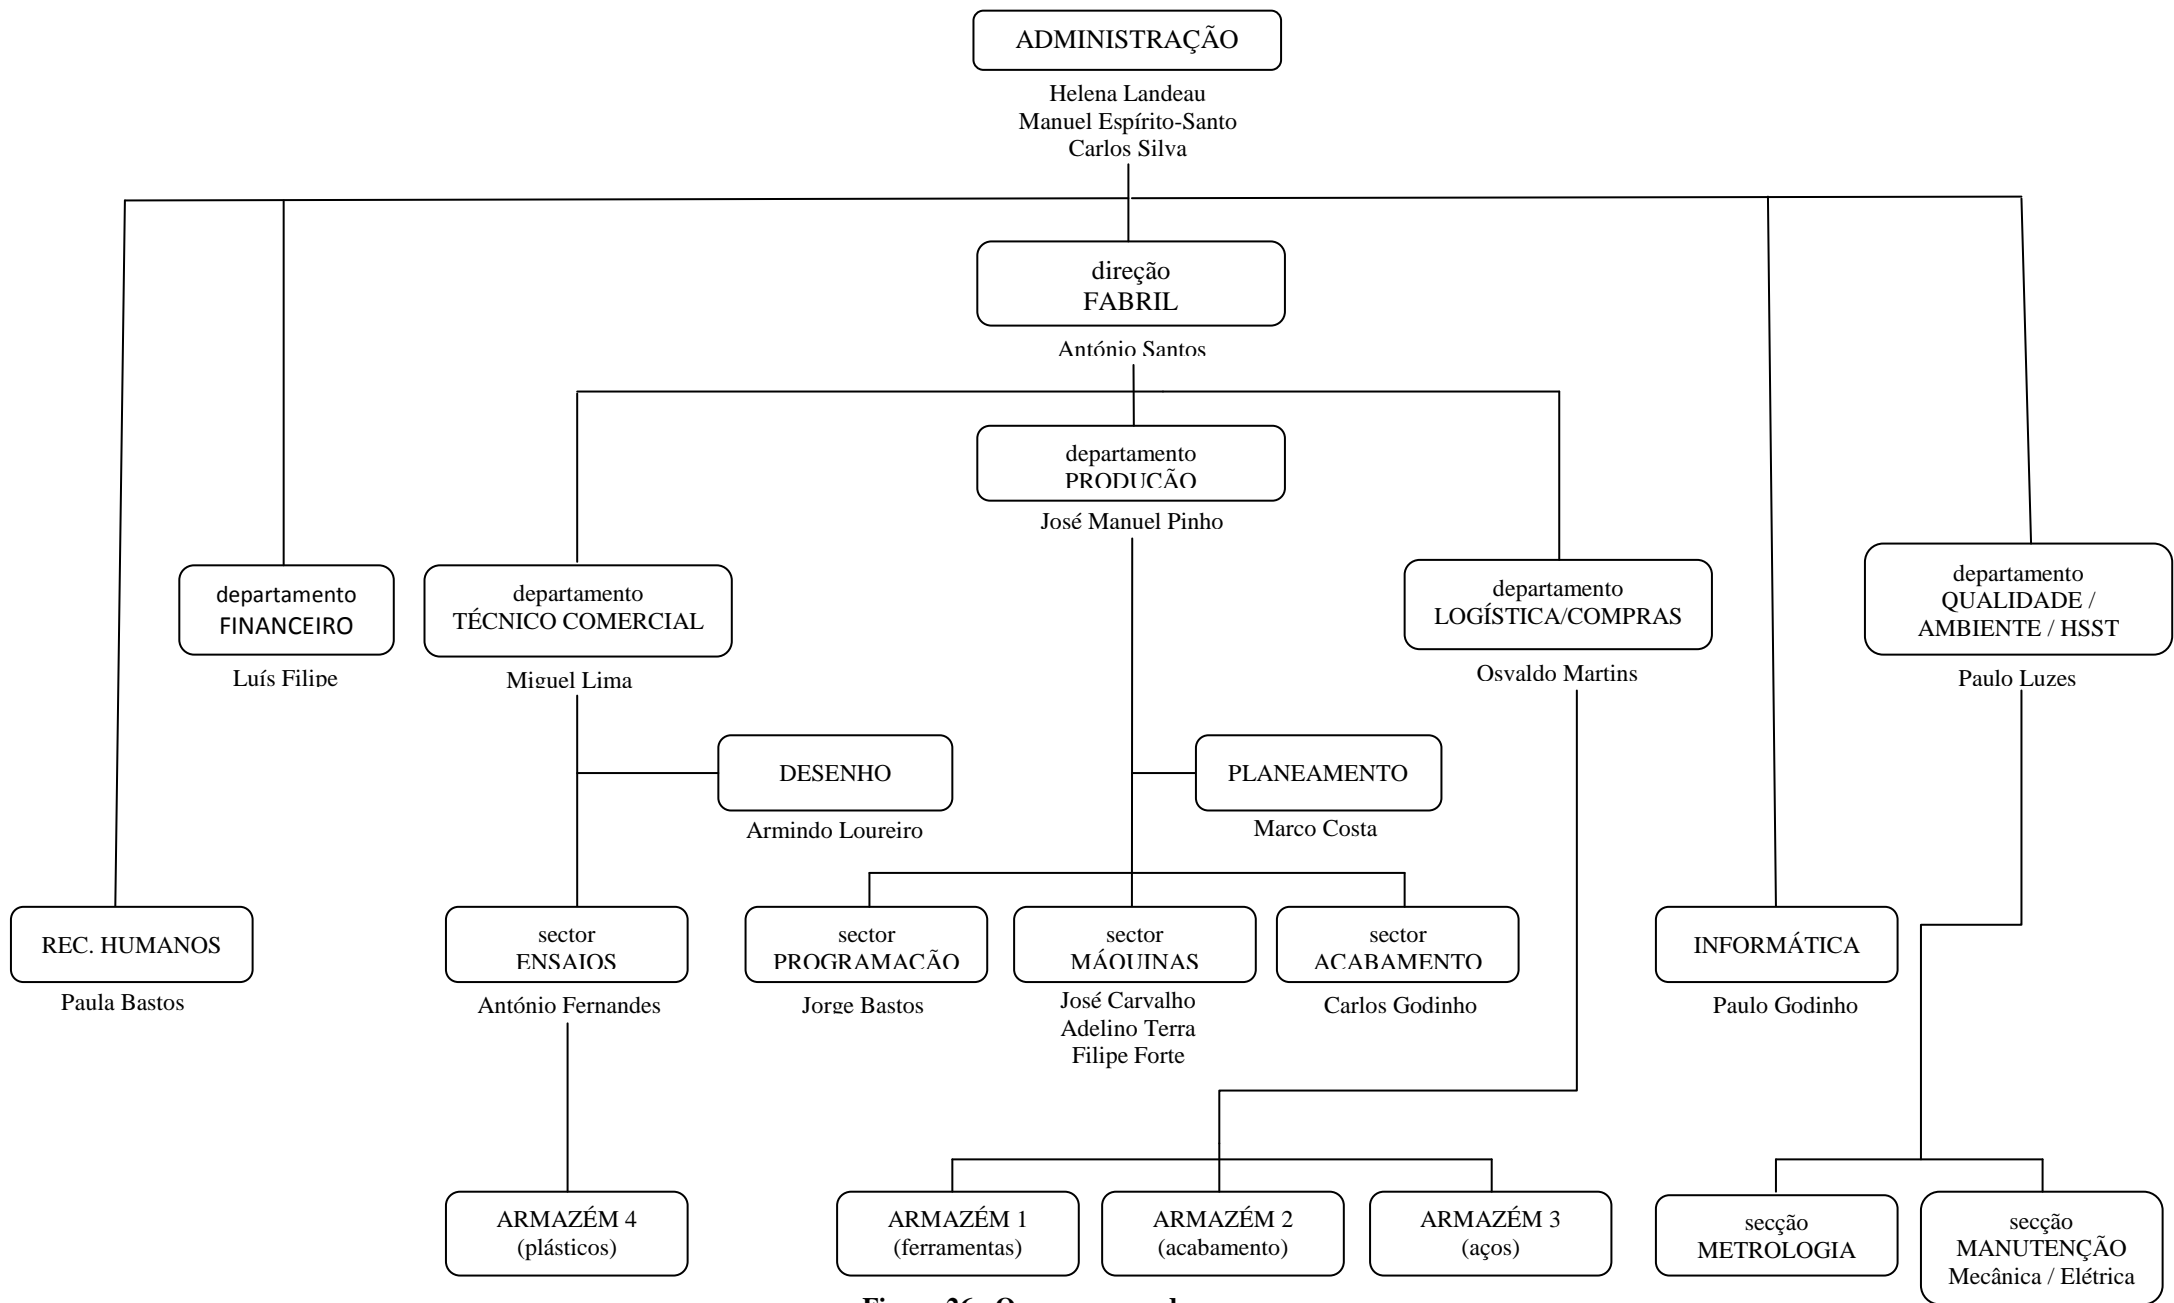 ADMINISTRAÇÃO
Helena Landeau
Manuel Espírito-Santo
Carlos Silva
direção
FABRIL
António Santos
departamento
PRODUÇÃO
José Manuel Pinho
departamento
FINANCEIRO
Luís Filipe
departamento
TÉCNICO COMERCIAL
Miguel Lima
departamento
LOGÍSTICA/COMPRAS
Osvaldo Martins
departamento
QUALIDADE /
AMBIENTE / HSST
Paulo Luzes
DESENHO
Armindo Loureiro
PLANEAMENTO
Marco Costa
REC. HUMANOS
Paula Bastos
sector
ENSAIOS
António Fernandes
sector
PROGRAMAÇÃO
Jorge Bastos
sector
MÁQUINAS
José Carvalho
Adelino Terra
Filipe Forte
sector
ACABAMENTO
Carlos Godinho
INFORMÁTICA
Paulo Godinho
ARMAZÉM 4
(plásticos)
ARMAZÉM 1
(ferramentas)
ARMAZÉM 2
(acabamento)
ARMAZÉM 3
(aços)
secção
METROLOGIA
secção
MANUTENÇÃO
Mecânica / Elétrica